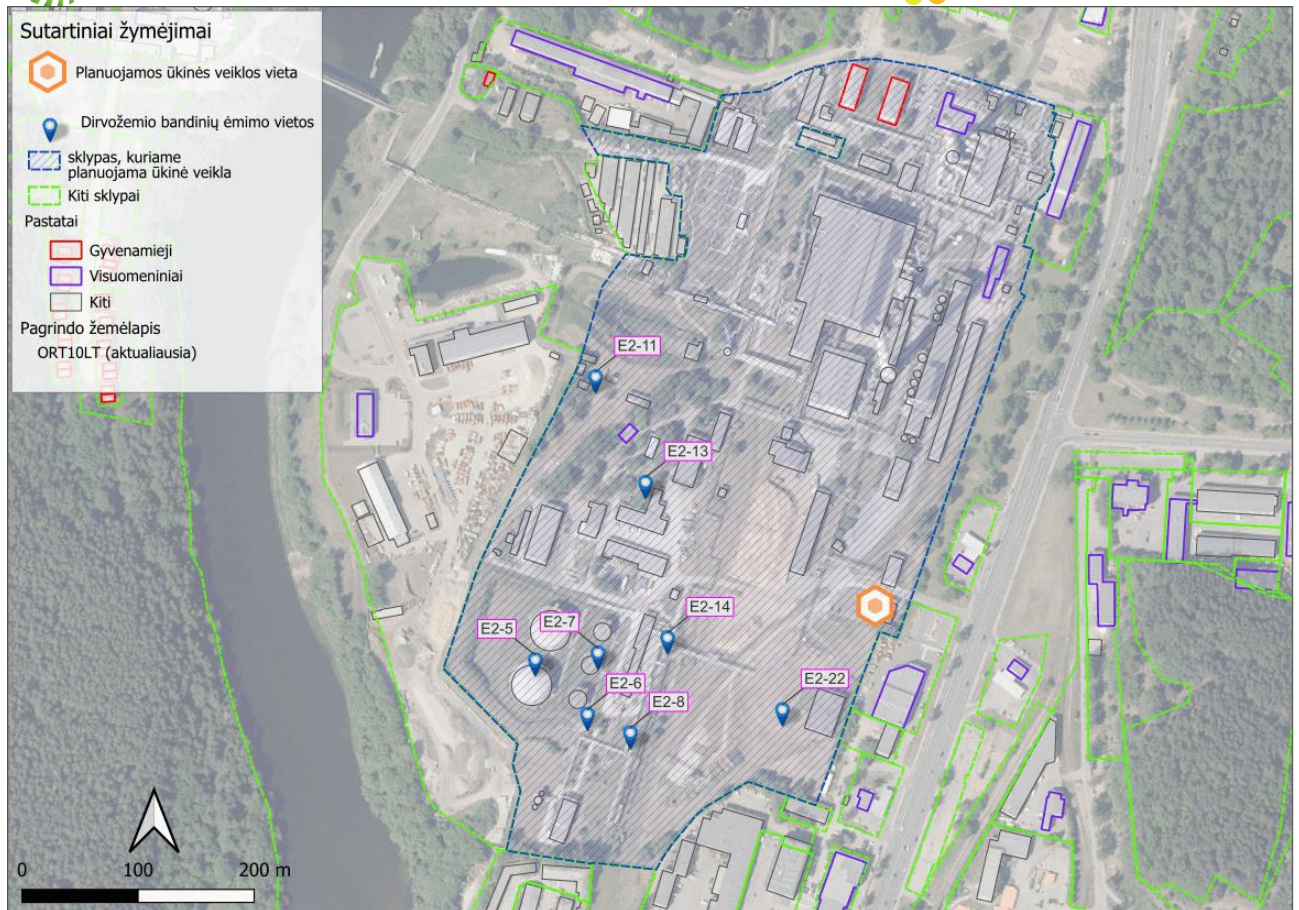 Sutartiniai žymėjimai
Planuojamos ūkinės veiklos vieta
Dirvožemio bandinių ėmimo vietos
sklypas, kuriame
planuojama ūkinė veikla
Kiti sklypai
Pastatai
Gyvenamieji
Visuomeniniai
Kiti
Pagrindo žemėlapis
ORT10LT (aktualiausia)
E2-11
E2-13
E2-14
E2-7
E2-5
E2-6
E2-22
E2-8
0 100 200 m